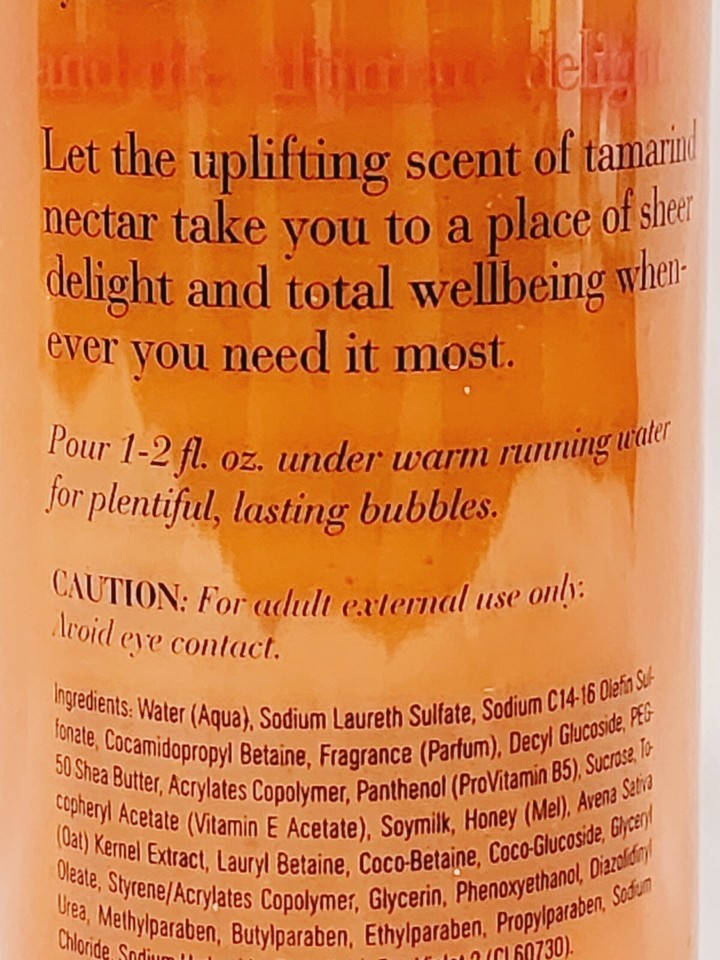 delight
Let the uplifting scent of tamarind
nectar take you to a place of sheer
delight and total wellbeing when-
ever you need it most.
Pour 1-2 fl. oz. under warm running water
for plentiful, lasting bubbles.
CAUTION: For adult external use only.
Avoid eye contact.
Ingredients: Water (Aqua), Sodium Laureth Sulfate, Sodium C14-16 Olefin Sul-
fonate, Cocamidopropyl Betaine, Fragrance (Parfum), Decyl Glucoside, PEG-
50 Shea Butter, Acrylates Copolymer, Panthenol (ProVitamin B5), Sucrose, To-
copheryl Acetate (Vitamin E Acetate), Soymilk, Honey (Mel), Avena Sativa
(Oat) Kernel Extract, Lauryl Betaine, Coco-Betaine, Coco-Glucoside, Glyceryl
Oleate, Styrene/Acrylates Copolymer, Glycerin, Phenoxyethanol, Diazolidinyl
Urea, Methylparaben, Butylparaben, Ethylparaben, Propylparaben, Sodium
Chloride, Sodium 2 (CI 60730).